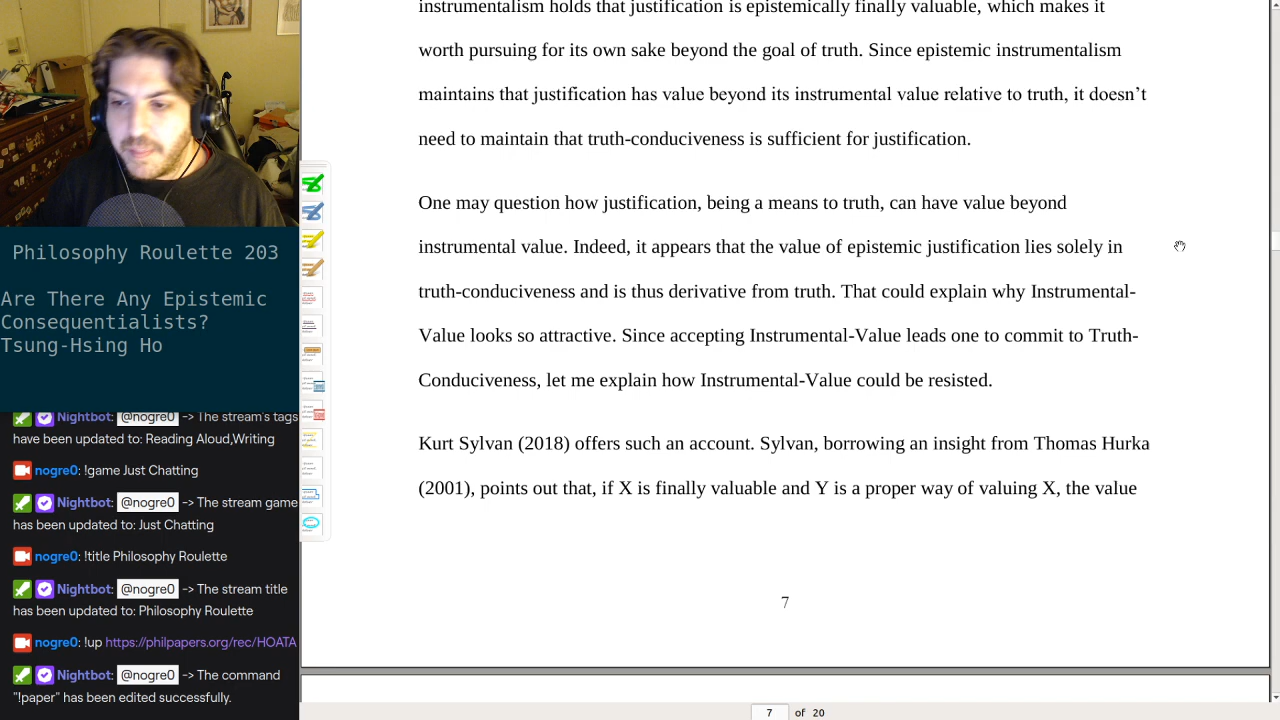 instrumentalism holds that justification is epistemically finally valuable, which makes it
worth pursuing for its own sake beyond the goal of truth. Since epistemic instrumentalism
maintains that justification has value beyond its instrumental value relative to truth, it doesn't
need to maintain that truth-conduciveness is sufficient for justification.
One may question how justification, being a means to truth, can have value beyond
instrumental value. Indeed, it appears that the value of epistemic justification lies solely in
truth-conduciveness and is thus derivative from truth. That could explain why Instrumental-
Value looks so attractive. Since accepting Instrumental-Value leads one to commit to Truth-
Conduciveness, let me explain how Instrumental-Value could be resisted.
Kurt Sylvan (2018) offers such an account. Sylvan, borrowing an insight from Thomas Hurka
(2001), points out that, if X is finally valuable and Y is a proper way of valuing X, the value
7
7 of 20
Philosophy Roulette 203
Are There Any Epistemic
Consequentialists?
Tsung-Hsing Ho
Nightbot: @nogre0 -> The stream's tags
have been updated to: Reading Aloud,Writing
nogre0: !game Just Chatting
Nightbot: @nogre0 -> The stream game
has been updated to: Just Chatting
nogre0: !title Philosophy Roulette
Nightbot: @nogre0 -> The stream title
has been updated to: Philosophy Roulette
nogre0: !up https://philpapers.org/rec/HOATA
Nightbot: @nogre0 -> The command
"!paper" has been edited successfully.